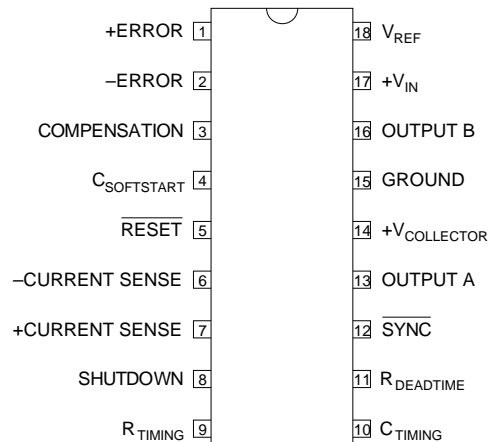 +ERROR 1 18 VREF
–ERROR 2 17 +VIN
COMPENSATION 3 16 OUTPUT B
CSOFTSTART 4 15 GROUND
RESET 5 14 +VCOLLECTOR
–CURRENT SENSE 6 13 OUTPUT A
+CURRENT SENSE 7 12 SYNC
SHUTDOWN 8 11 RDEADTIME
RTIMING 9 10 CTIMING